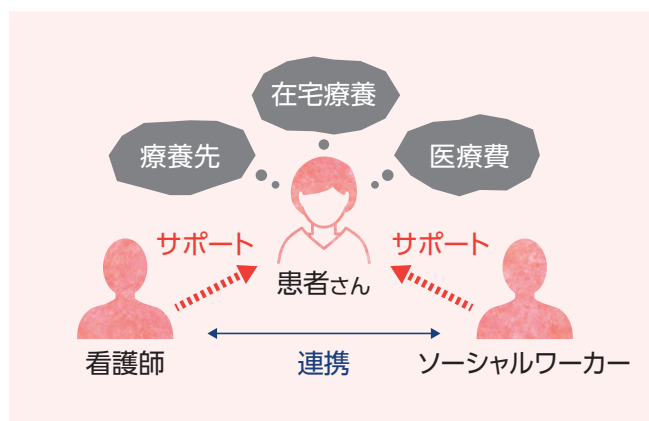 在宅療養
療養先
医療費
サポート
サポート
患者さん
看護師
連携
ソーシャルワーカー